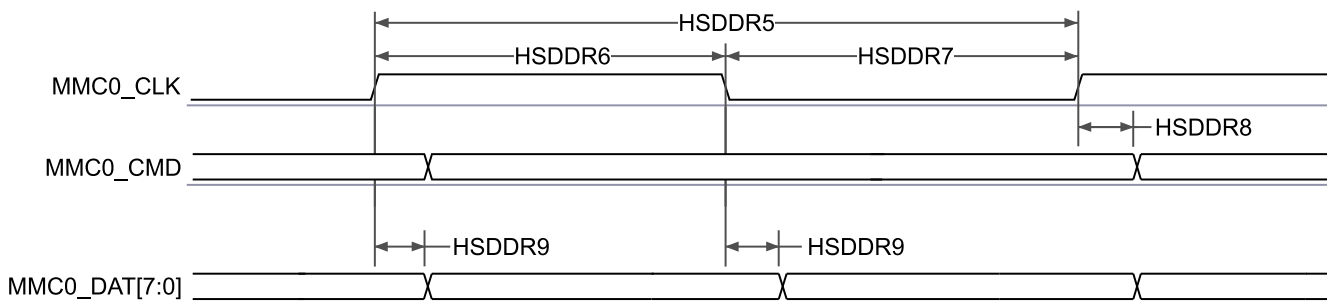 HSDDR5
HSDDR6
HSDDR7
MMC0_CLK
HSDDR8
MMC0_CMD
HSDDR9
HSDDR9
MMC0_DAT[7:0]